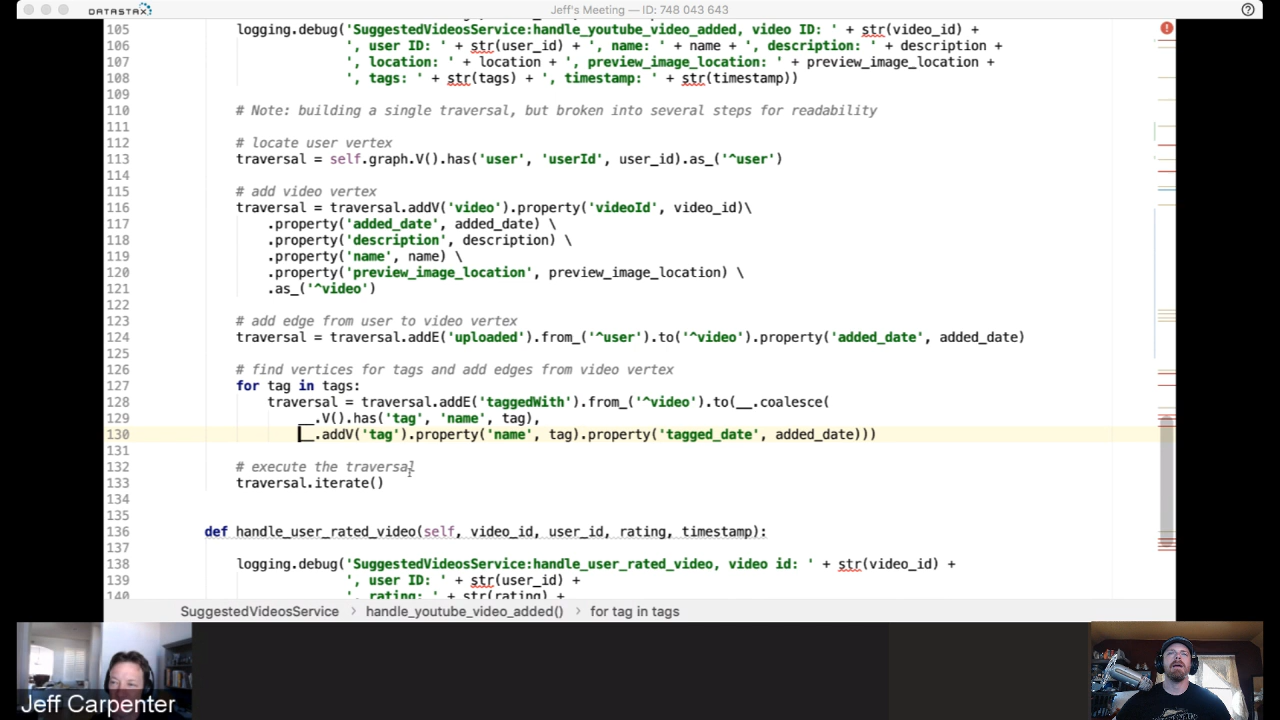 DATASTAX
Jeff's Meeting — ID: 748 043 643
105 logging.debug('SuggestedVideosService:handle_youtube_video_added, video ID: ' + str(video_id) +
106 ', user ID: ' + str(user_id) + ', name: ' + name + ', description: ' + description +
107 ', location: ' + location + ', preview_image_location: ' + preview_image_location +
108 ', tags: ' + str(tags) + ', timestamp: ' + str(timestamp))
109
110 # Note: building a single traversal, but broken into several steps for readability
111
112 # locate user vertex
113 traversal = self.graph.V().has('user', 'userId', user_id).as_('^user')
114
115 # add video vertex
116 traversal = traversal.addV('video').property('videoId', video_id)\
117 .property('added_date', added_date) \
118 .property('description', description) \
119 .property('name', name) \
120 .property('preview_image_location', preview_image_location) \
121 .as_('^video')
122
123 # add edge from user to video vertex
124 traversal = traversal.addE('uploaded').from_('^user').to('^video').property('added_date', added_date)
125
126 # find vertices for tags and add edges from video vertex
127 for tag in tags:
128 traversal = traversal.addE('taggedWith').from_('^video').to(__.coalesce(
129 __.V().has('tag', 'name', tag),
130 __.addV('tag').property('name', tag).property('tagged_date', added_date)))
131
132 # execute the traversal
133 traversal.iterate()
134
135
136 def handle_user_rated_video(self, video_id, user_id, rating, timestamp):
137
138 logging.debug('SuggestedVideosService:handle_user_rated_video, video id: ' + str(video_id) +
139 ', user ID: ' + str(user_id) +
140 ', rating: ' + str(rating) +
SuggestedVideosService > handle_youtube_video_added() > for tag in tags
Jeff Carpenter